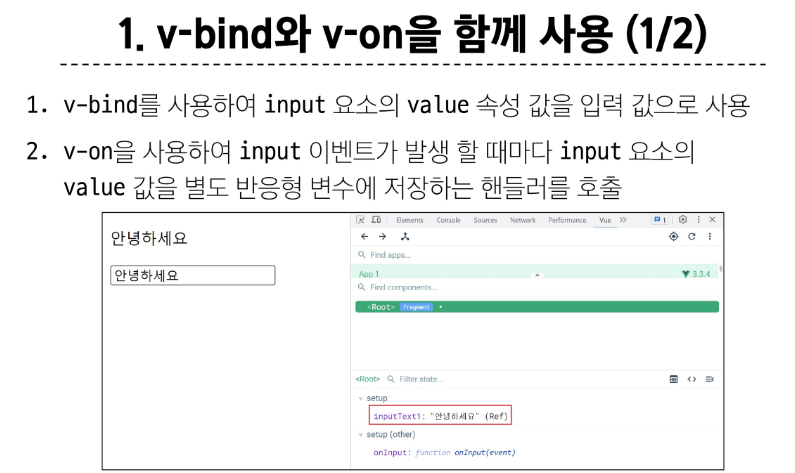 1. v-bind와 v-on을 함께 사용 (1/2)
1. v-bind를 사용하여 input 요소의 value 속성 값을 입력 값으로 사용
2. v-on을 사용하여 input 이벤트가 발생 할 때마다 input 요소의
value 값을 별도 반응형 변수에 저장하는 핸들러를 호출
안녕하세요
안녕하세요
Elements Console Sources Network Performance Vue 1
Find apps...
App 1 3.3.4
Find components...
<Root> fragment
<Root> Filter state...
setup
inputText1: "안녕하세요" (Ref)
setup (other)
onInput: function onInput(event)